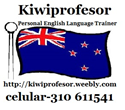 Kiwiprofesor
Personal English Language Trainer
http://kiwiprofesor.weebly.com
celular-310 611541